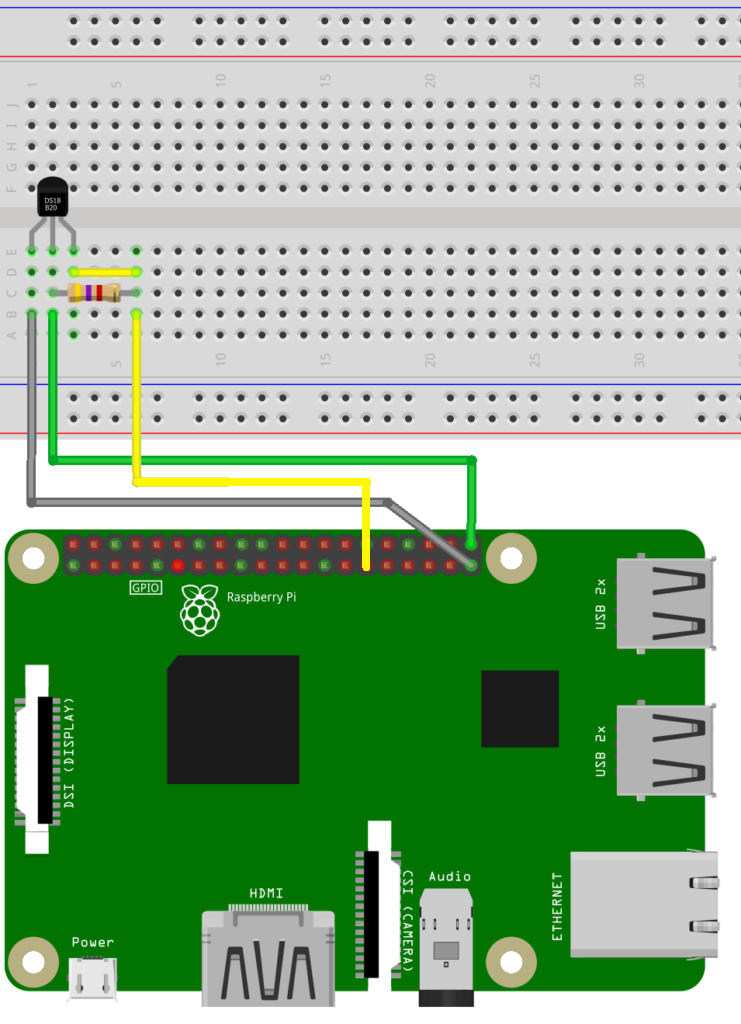 1 5 10 15 20 25 30
J
I
H
G
F
DS18
B20
E
D
C
B
A
5 10 15 20 25 30
GPIO
Raspberry Pi
USB 2x
DSI (DISPLAY)
USB 2x
HDMI
CSI (CAMERA)
Audio
ETHERNET
Power